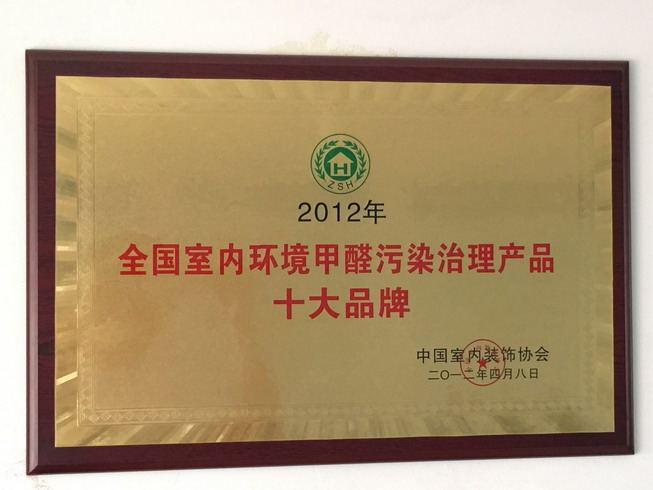 H
ZSH
2012年
全国室内环境甲醛污染治理产品
十大品牌
中国室内装饰协会
二〇一二年四月八日